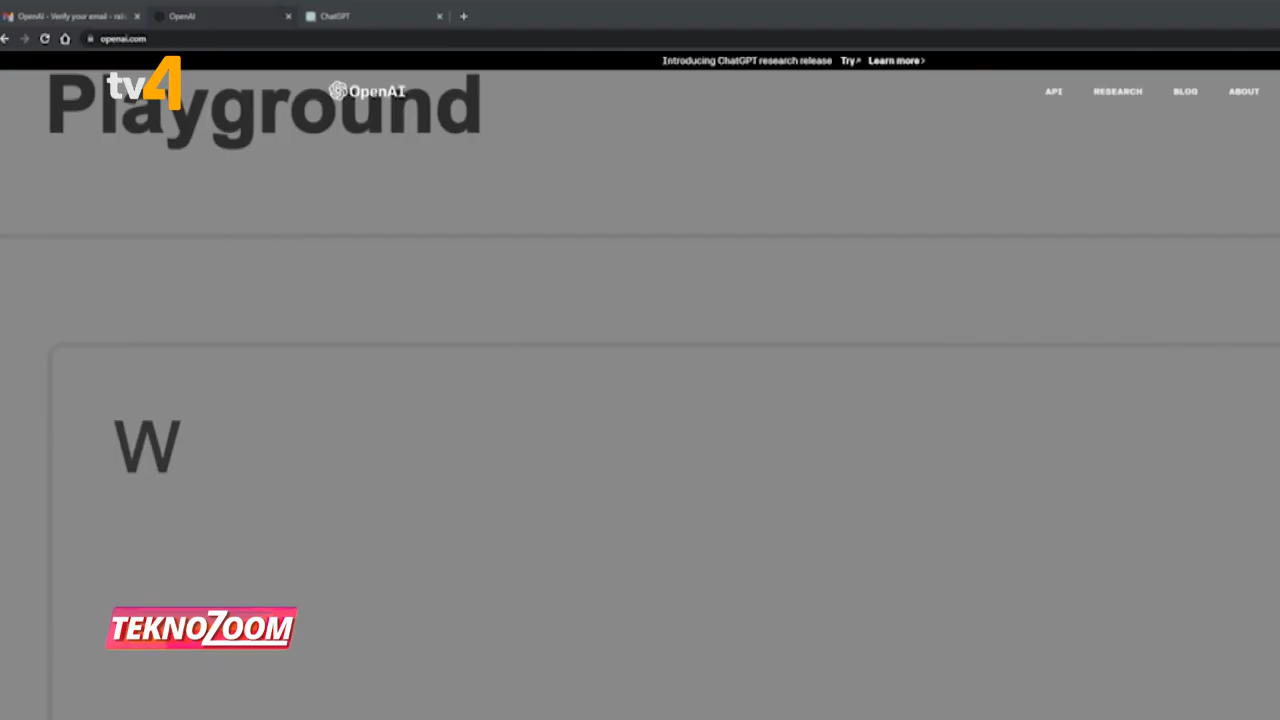 OpenAI - Verify your email - rai
OpenAI
ChatGPT
openai.com
Introducing ChatGPT research release Try↗ Learn more›
tv4
Playground
OpenAI
API RESEARCH BLOG ABOUT
W
TEKNOZOOM